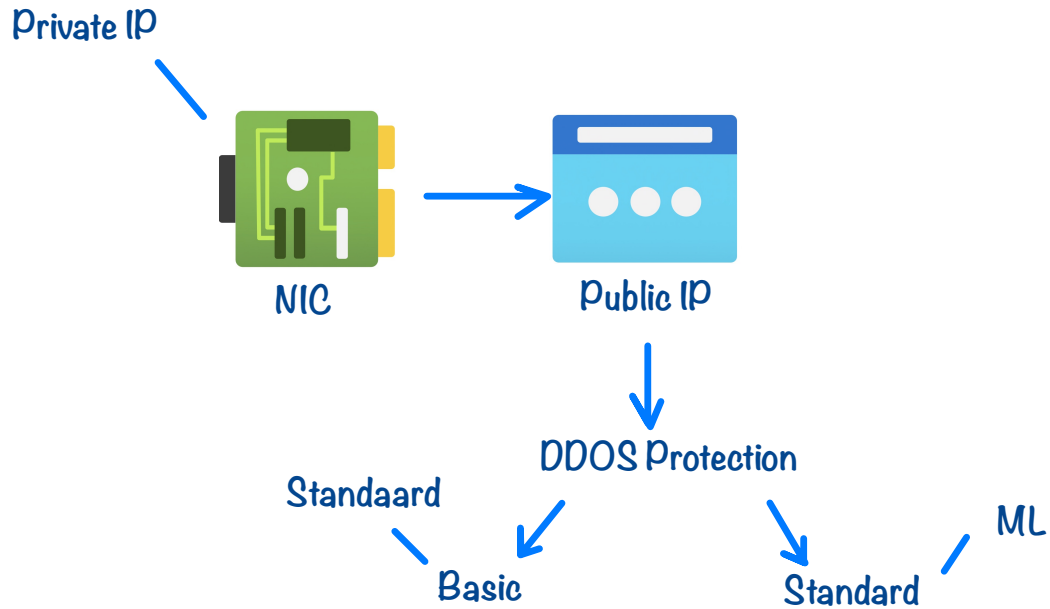 Private IP
NIC
Public IP
DDOS Protection
Standaard
ML
Basic
Standard